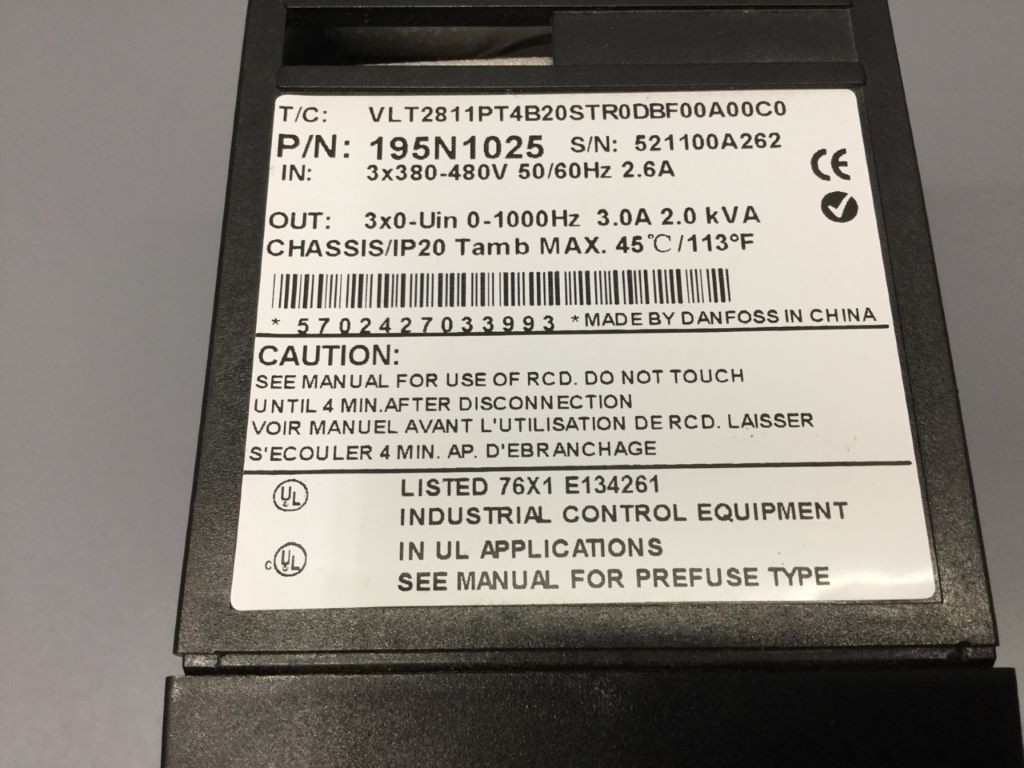 T/C: VLT2811PT4B20STR0DBF00A00C0
P/N: 195N1025 S/N: 521100A262
IN: 3x380-480V 50/60Hz 2.6A
CE
OUT: 3x0-Uin 0-1000Hz 3.0A 2.0 kVA
CHASSIS/IP20 Tamb MAX. 45℃/113°F
* 5702427033993 * MADE BY DANFOSS IN CHINA
CAUTION:
SEE MANUAL FOR USE OF RCD. DO NOT TOUCH
UNTIL 4 MIN.AFTER DISCONNECTION
VOIR MANUEL AVANT L'UTILISATION DE RCD. LAISSER
S'ECOULER 4 MIN. AP. D'EBRANCHAGE
UL LISTED 76X1 E134261
INDUSTRIAL CONTROL EQUIPMENT
c UL IN UL APPLICATIONS
SEE MANUAL FOR PREFUSE TYPE